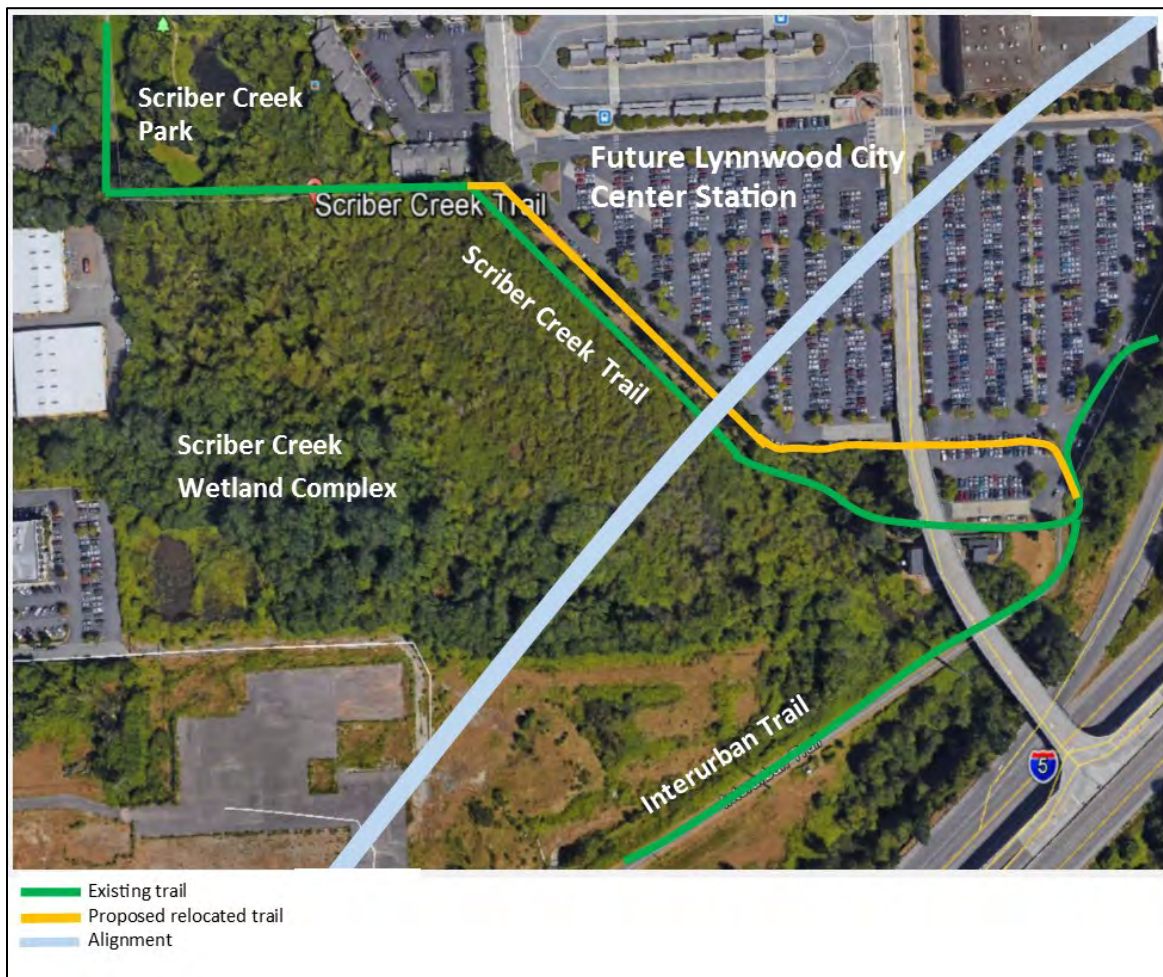 Scriber Creek
Park
Future Lynnwood City
Center Station
Scriber Creek Trail
Scriber Creek Trail
Scriber Creek
Wetland Complex
Interurban Trail
5
Existing trail
Proposed relocated trail
Alignment